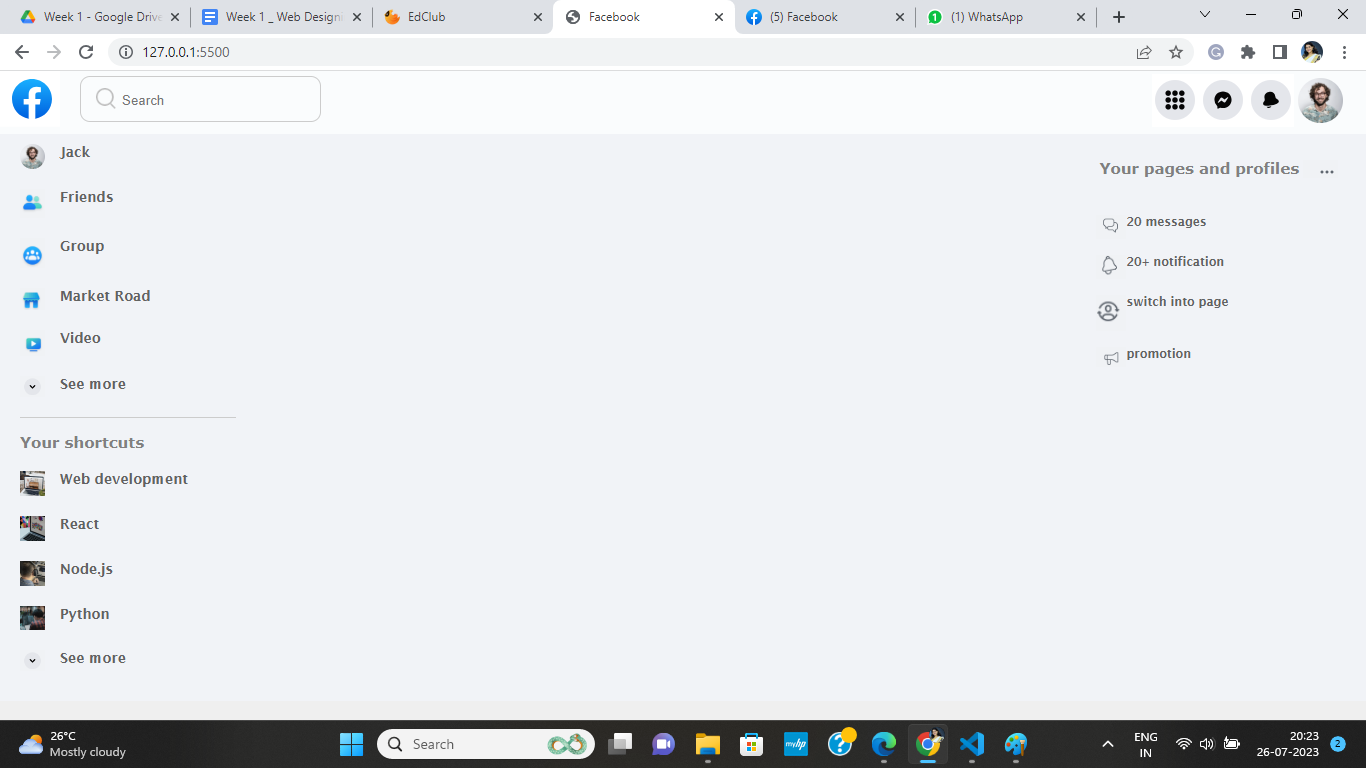 Week 1 - Google Drive
Week 1 _ Web Design
EdClub
Facebook
(5) Facebook
1
(1) WhatsApp
127.0.0.1:5500
Search
Jack
Friends
Group
Market Road
Video
See more
Your shortcuts
Web development
React
Node.js
Python
See more
Your pages and profiles ...
20 messages
20+ notification
switch into page
promotion
26°C
Mostly cloudy
Search
myhp
ENG
IN
20:23
26-07-2023
2